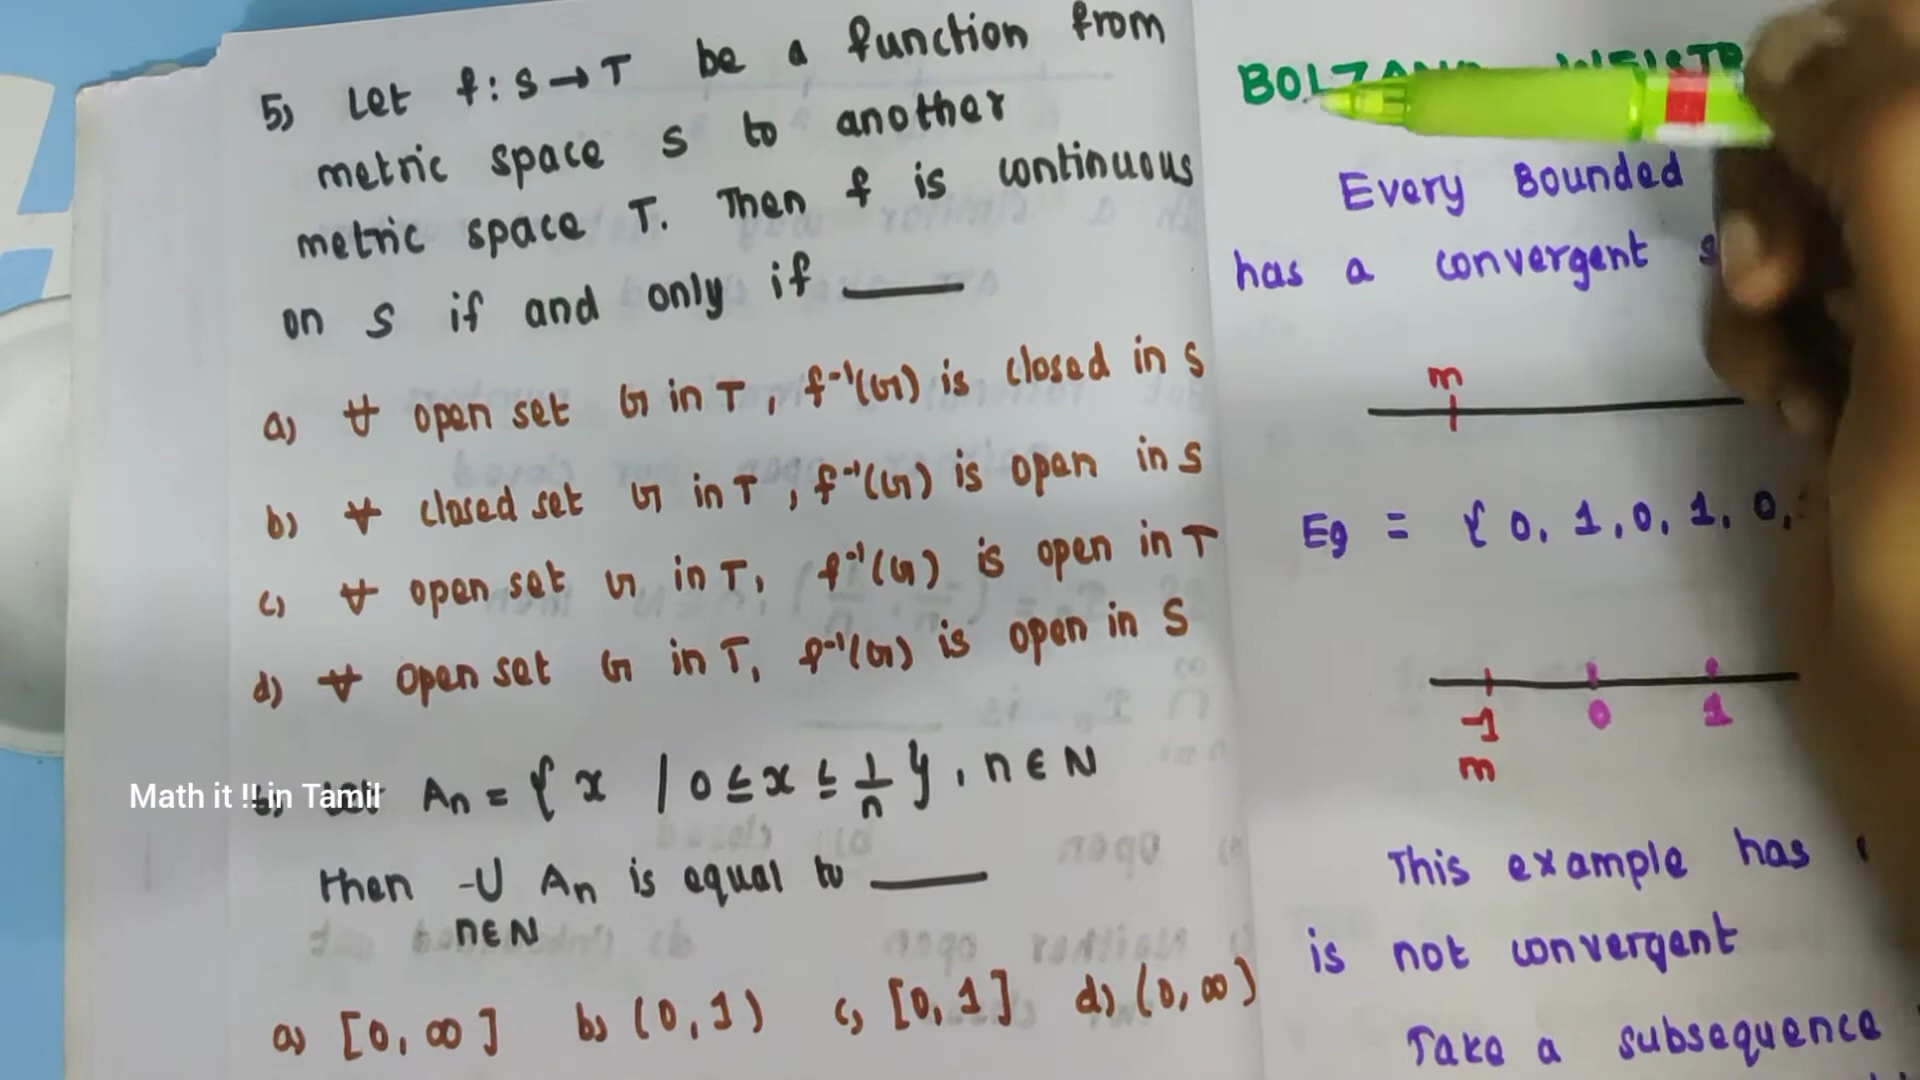 5) Let f : S → T be a function from
metric space S to another
metric space T. Then f is continuous
on S if and only if ____
a) ∀ open set G in T, f⁻¹(G) is closed in S
b) ∀ closed set G in T, f⁻¹(G) is open in S
c) ∀ open set G in T, f⁻¹(G) is open in T
d) ∀ open set G in T, f⁻¹(G) is open in S
Aₙ = { x / 0 ≤ x ≤ 1/n }, n ∈ N
then ∪ Aₙ is equal to ____
n∈N
a) [0, ∞] b) (0, 1) c) [0, 1] d) (0, ∞)
Math it !! in Tamil
Every Bounded
has a convergent
m
Eg = { 0, 1, 0, 1, 0,
-1 0 1
m
This example has
is not convergent
Take a subsequence